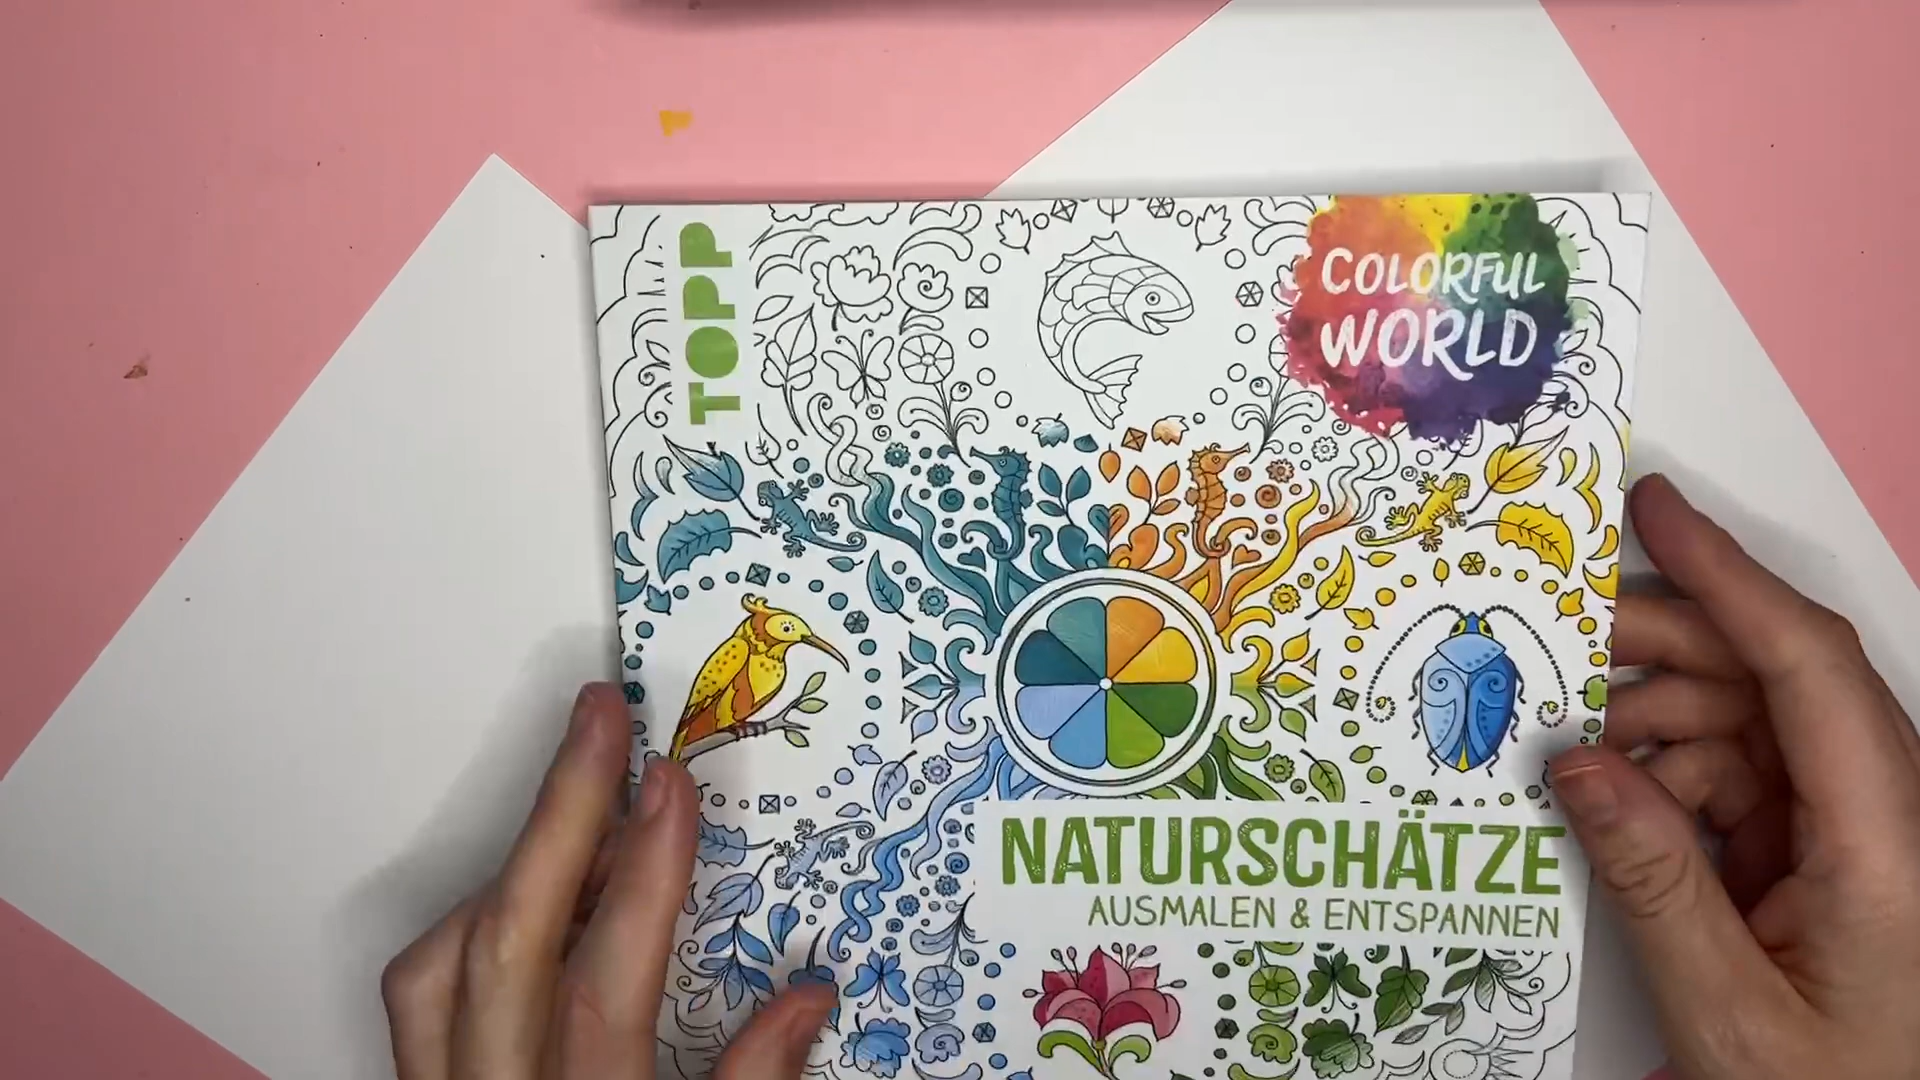 TOPP
COLORFUL
WORLD
NATURSCHÄTZE
AUSMALEN & ENTSPANNEN